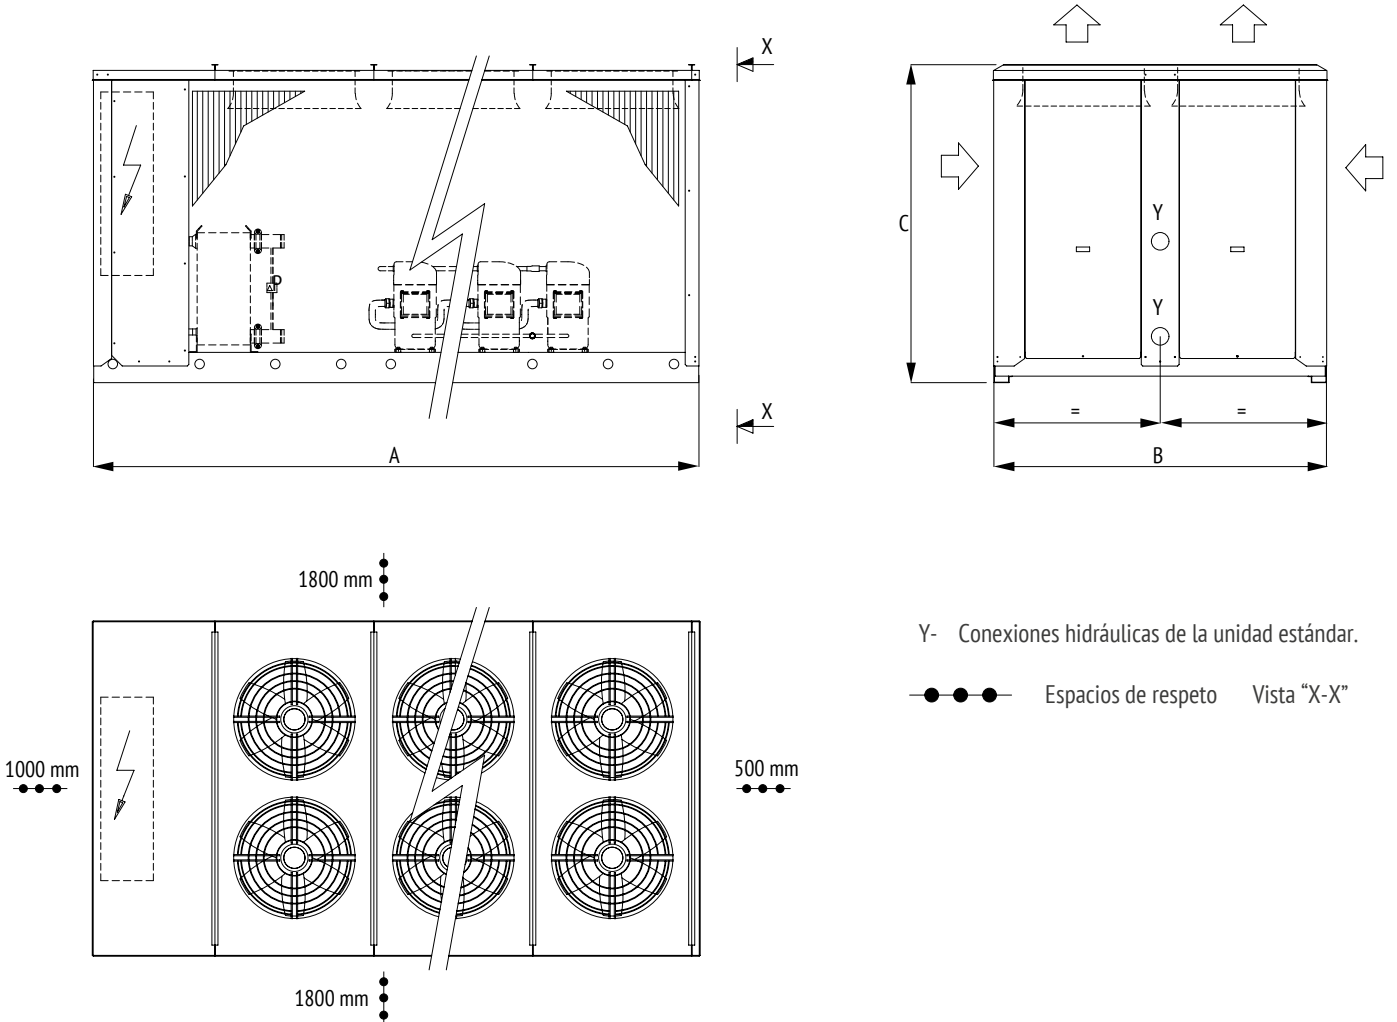 X
C
Y
Y
=
=
X
A
B
1800 mm
Y- Conexiones hidráulicas de la unidad estándar.
Espacios de respeto Vista “X-X”
1000 mm
500 mm
1800 mm